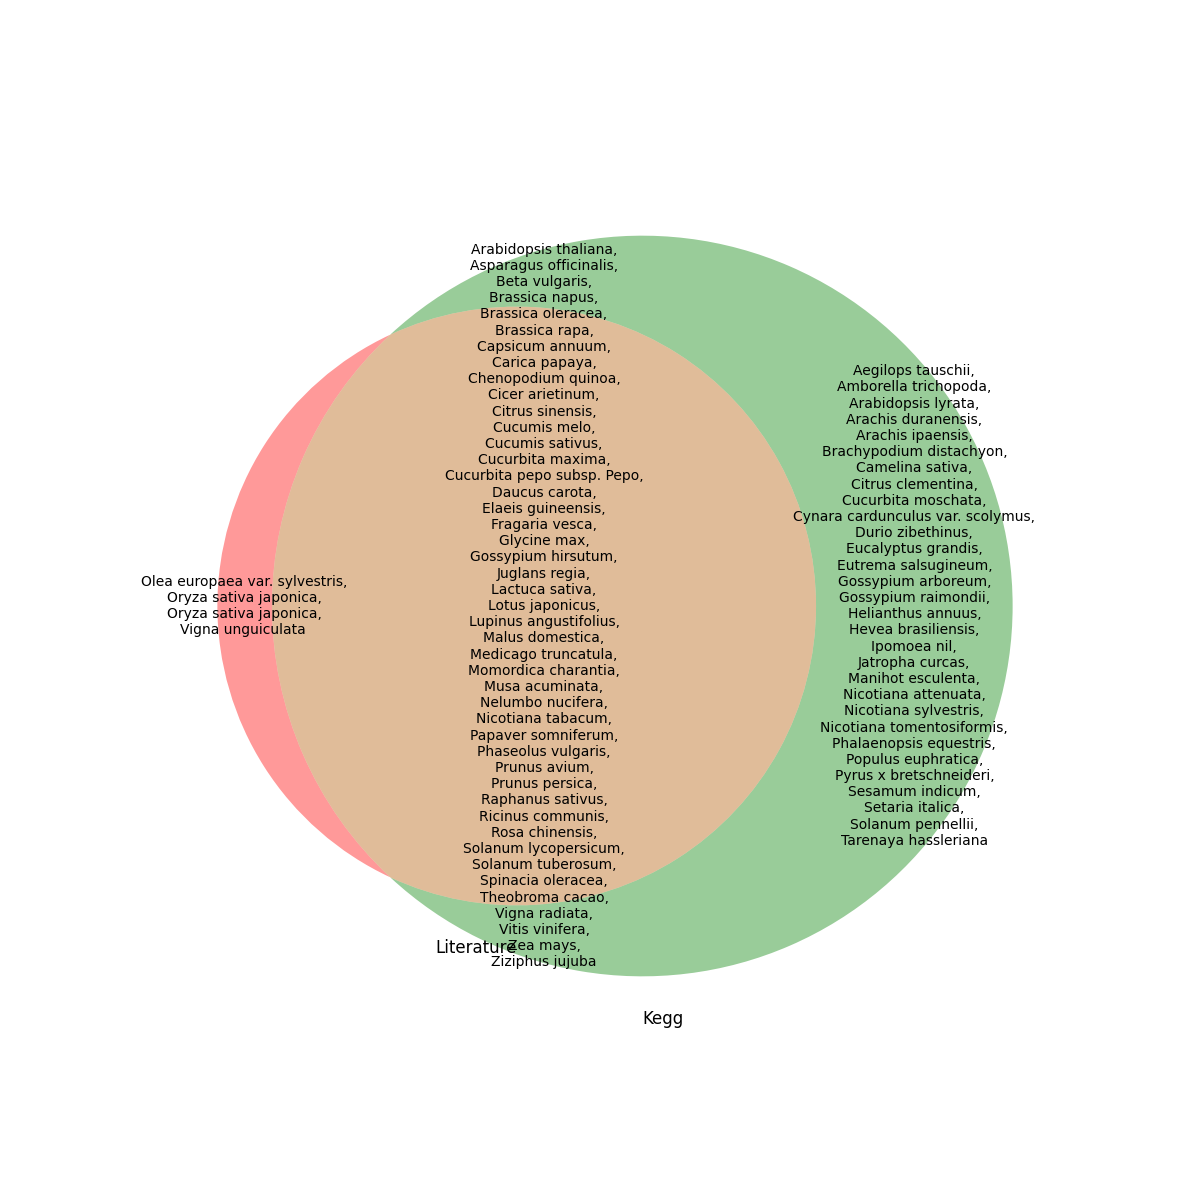 Olea europaea var. sylvestris,
Oryza sativa japonica,
Oryza sativa japonica,
Vigna unguiculata
Arabidopsis thaliana,
Asparagus officinalis,
Beta vulgaris,
Brassica napus,
Brassica oleracea,
Brassica rapa,
Capsicum annuum,
Carica papaya,
Chenopodium quinoa,
Cicer arietinum,
Citrus sinensis,
Cucumis melo,
Cucumis sativus,
Cucurbita maxima,
Cucurbita pepo subsp. Pepo,
Daucus carota,
Elaeis guineensis,
Fragaria vesca,
Glycine max,
Gossypium hirsutum,
Juglans regia,
Lactuca sativa,
Lotus japonicus,
Lupinus angustifolius,
Malus domestica,
Medicago truncatula,
Momordica charantia,
Musa acuminata,
Nelumbo nucifera,
Nicotiana tabacum,
Papaver somniferum,
Phaseolus vulgaris,
Prunus avium,
Prunus persica,
Raphanus sativus,
Ricinus communis,
Rosa chinensis,
Solanum lycopersicum,
Solanum tuberosum,
Spinacia oleracea,
Theobroma cacao,
Vigna radiata,
Vitis vinifera,
Zea mays,
Ziziphus jujuba
Aegilops tauschii,
Amborella trichopoda,
Arabidopsis lyrata,
Arachis duranensis,
Arachis ipaensis,
Brachypodium distachyon,
Camelina sativa,
Citrus clementina,
Cucurbita moschata,
Cynara cardunculus var. scolymus,
Durio zibethinus,
Eucalyptus grandis,
Eutrema salsugineum,
Gossypium arboreum,
Gossypium raimondii,
Helianthus annuus,
Hevea brasiliensis,
Ipomoea nil,
Jatropha curcas,
Manihot esculenta,
Nicotiana attenuata,
Nicotiana sylvestris,
Nicotiana tomentosiformis,
Phalaenopsis equestris,
Populus euphratica,
Pyrus x bretschneideri,
Sesamum indicum,
Setaria italica,
Solanum pennellii,
Tarenaya hassleriana
Literature
Kegg